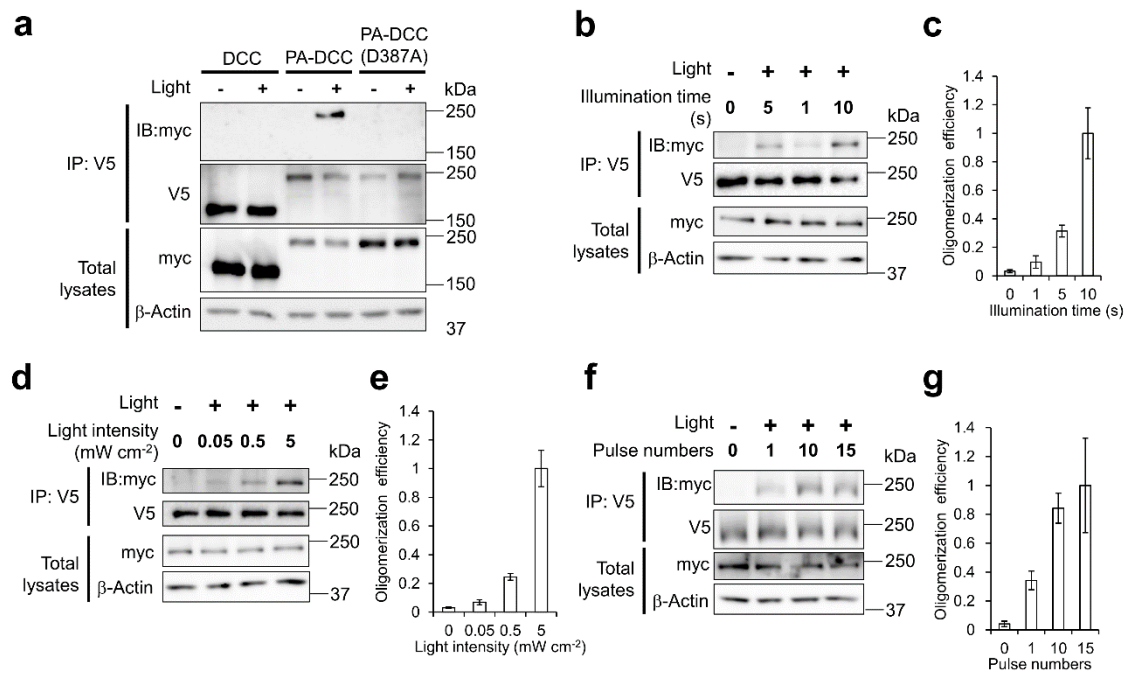 a
DCC PA-DCC PA-DCC
(D387A)
Light - + - + - + kDa
IP: V5
IB:myc
250
150
V5
250
150
Total
lysates
myc
250
150
β-Actin
37
b
Light - + + +
Illumination time
(s)
0 5 1 10
kDa
IP: V5
IB:myc
250
V5
250
Total
lysates
myc
250
β-Actin
37
c
Oligomerization efficiency
1.4
1.2
1
0.8
0.6
0.4
0.2
0
0 1 5 10
Illumination time (s)
d
Light - + + +
Light intensity
(mW cm-2)
0 0.05 0.5 5
kDa
IP: V5
IB:myc
250
V5
250
Total
lysates
myc
250
β-Actin
37
e
Oligomerization efficiency
1.4
1.2
1
0.8
0.6
0.4
0.2
0
0 0.05 0.5 5
Light intensity (mW cm-2)
f
Light - + + +
Pulse numbers 0 1 10 15
kDa
IP: V5
IB:myc
250
V5
250
Total
lysates
myc
250
β-Actin
37
g
Oligomerization efficiency
1.4
1.2
1
0.8
0.6
0.4
0.2
0
0 1 10 15
Pulse numbers